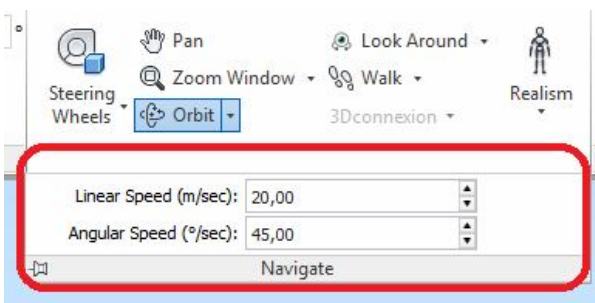 °
Pan
Look Around
Zoom Window
Walk
Steering
Wheels
Orbit
3Dconnexion
Realism
Linear Speed (m/sec): 20,00
Angular Speed (°/sec): 45,00
Navigate